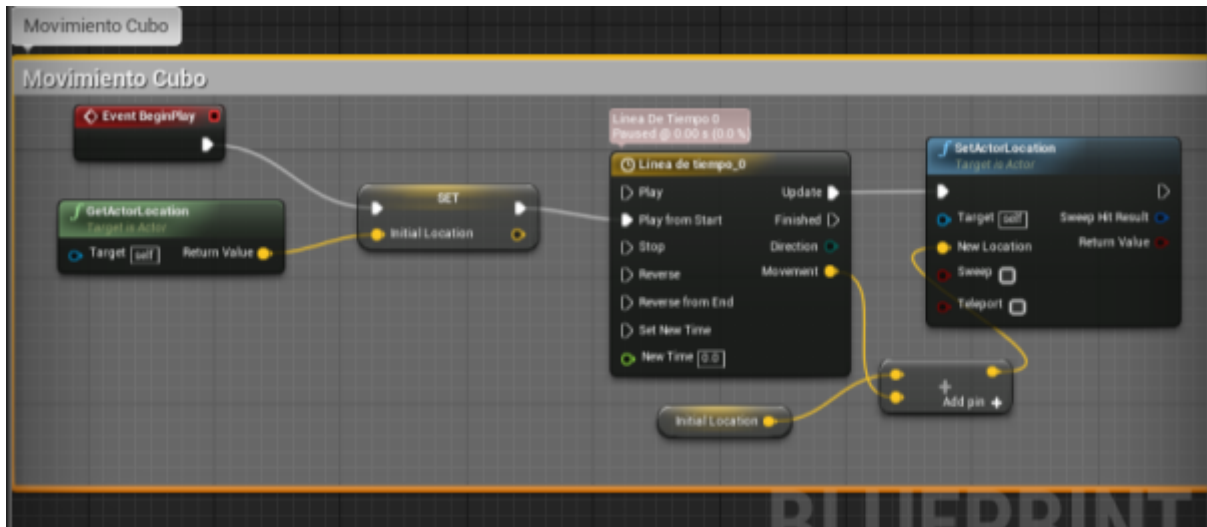 Movimiento Cubo
Movimiento Cubo
Event BeginPlay
GetActorLocation
Target is Actor
Target self Return Value
SET
Initial Location
Linea De Tiempo 0
Paused @ 0.00 s (0.0 %)
Linea de tiempo_0
Play Update
Play from Start Finished
Stop Direction
Reverse Movement
Reverse from End
Set New Time
New Time 0.0
Initial Location
Add pin
SetActorLocation
Target is Actor
Target self Sweep Hit Result
New Location Return Value
Sweep
Teleport
BLUEPRINT